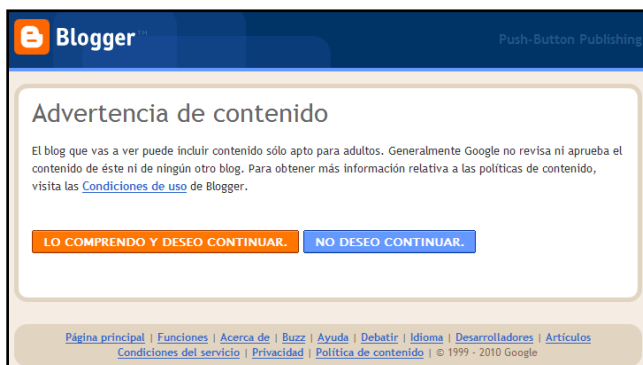 Blogger™
Push-Button Publishing
Advertencia de contenido
El blog que vas a ver puede incluir contenido sólo apto para adultos. Generalmente Google no revisa ni aprueba el
contenido de éste ni de ningún otro blog. Para obtener más información relativa a las políticas de contenido,
visita las Condiciones de uso de Blogger.
LO COMPRENDO Y DESEO CONTINUAR. NO DESEO CONTINUAR.
Página principal | Funciones | Acerca de | Buzz | Ayuda | Debatir | Idioma | Desarrolladores | Artículos
Condiciones del servicio | Privacidad | Política de contenido | © 1999 - 2010 Google